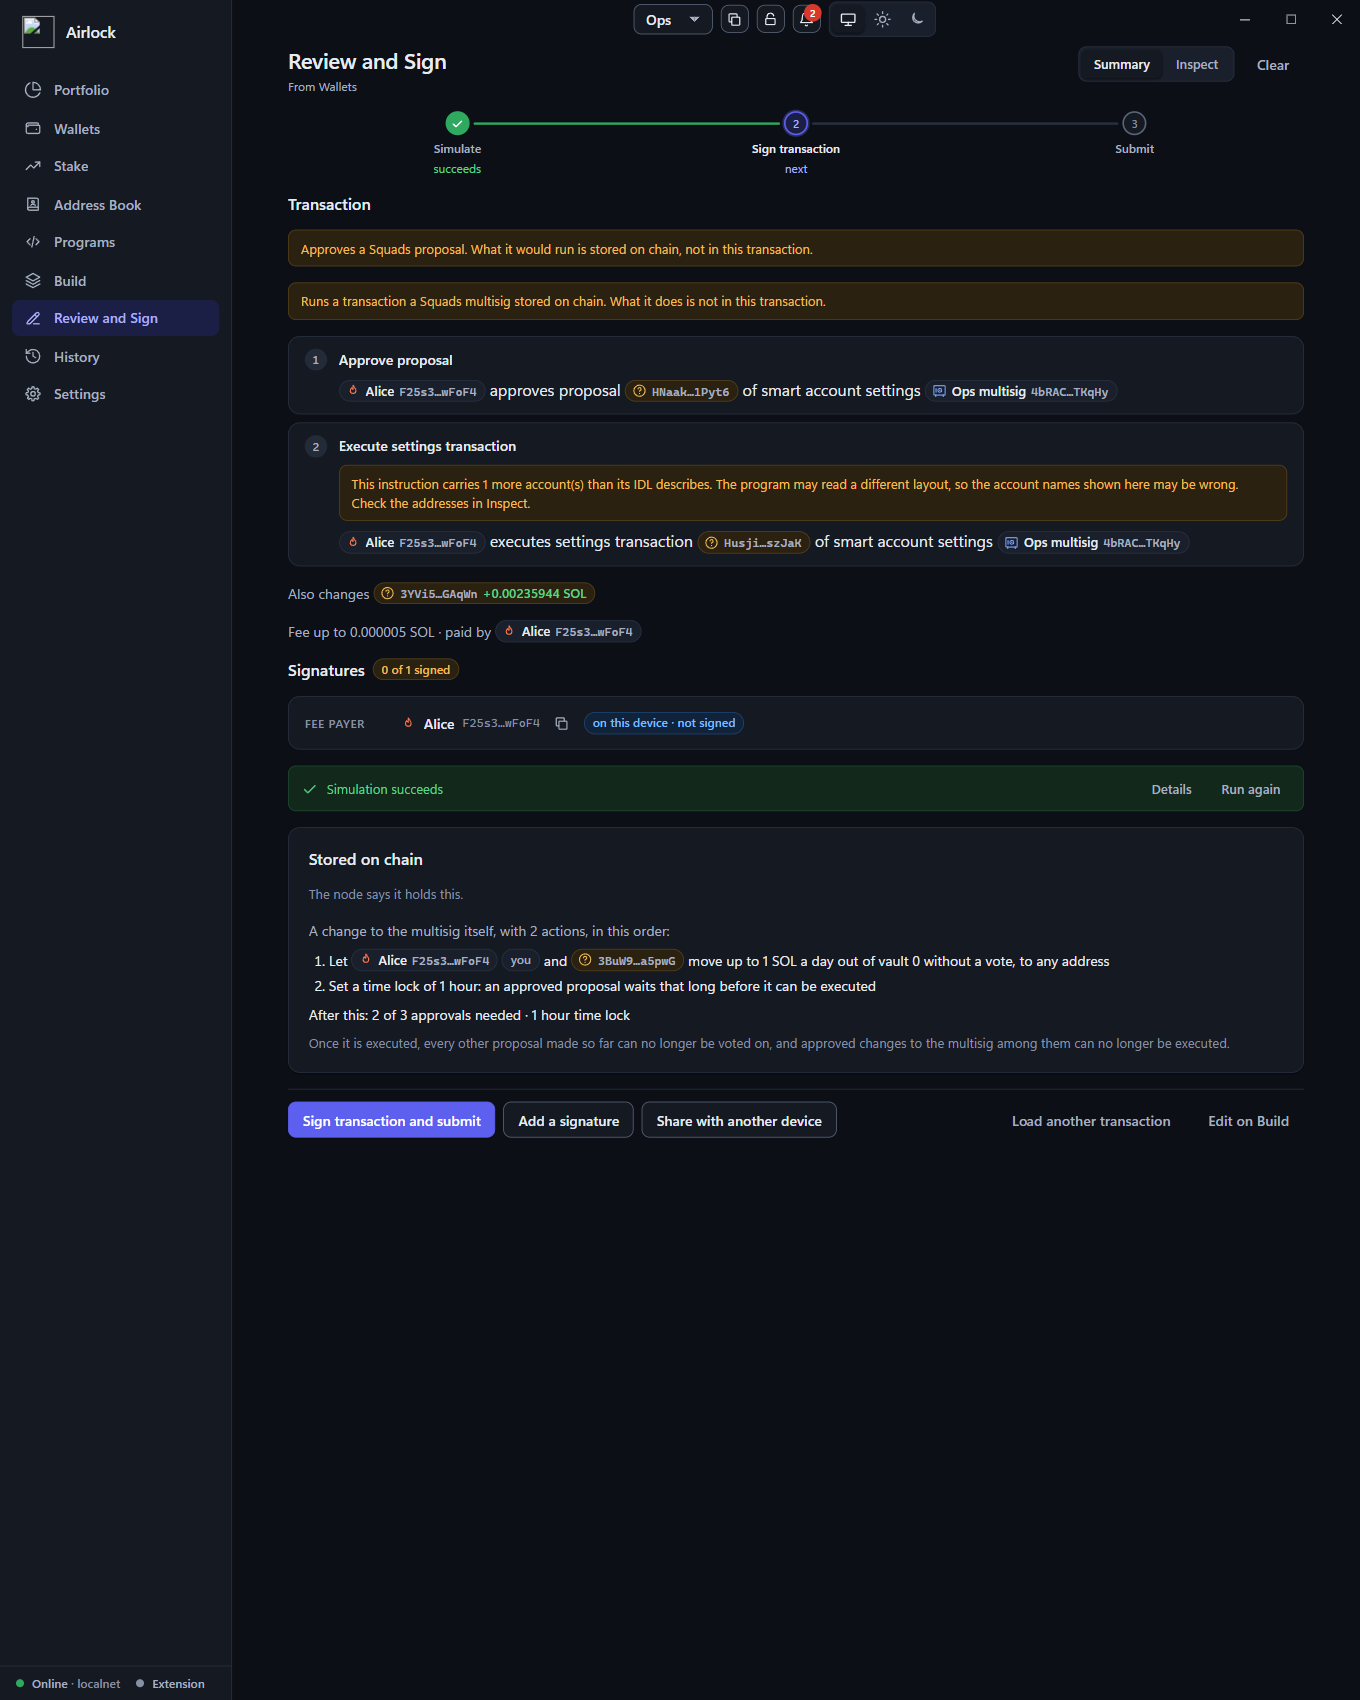 Airlock
Ops
2
Portfolio
Wallets
Stake
Address Book
Programs
Build
Review and Sign
History
Settings
Review and Sign
From Wallets
Summary
Inspect
Clear
Simulate
succeeds
2
Sign transaction
next
3
Submit
Transaction
Approves a Squads proposal. What it would run is stored on chain, not in this transaction.
Runs a transaction a Squads multisig stored on chain. What it does is not in this transaction.
1 Approve proposal
Alice F25s3…wFoF4 approves proposal HNaak…1Pyt6 of smart account settings Ops multisig 4bRAC…TKqHy
2 Execute settings transaction
This instruction carries 1 more account(s) than its IDL describes. The program may read a different layout, so the account names shown here may be wrong.
Check the addresses in Inspect.
Alice F25s3…wFoF4 executes settings transaction Husji…szJaK of smart account settings Ops multisig 4bRAC…TKqHy
Also changes 3YVi5…GAqWn +0.00235944 SOL
Fee up to 0.000005 SOL · paid by Alice F25s3…wFoF4
Signatures 0 of 1 signed
FEE PAYER Alice F25s3…wFoF4 on this device · not signed
Simulation succeeds Details Run again
Stored on chain
The node says it holds this.
A change to the multisig itself, with 2 actions, in this order:
1. Let Alice F25s3…wFoF4 you and 3BuW9…a5pwG move up to 1 SOL a day out of vault 0 without a vote, to any address
2. Set a time lock of 1 hour: an approved proposal waits that long before it can be executed
After this: 2 of 3 approvals needed · 1 hour time lock
Once it is executed, every other proposal made so far can no longer be voted on, and approved changes to the multisig among them can no longer be executed.
Sign transaction and submit
Add a signature
Share with another device
Load another transaction
Edit on Build
Online · localnet
Extension